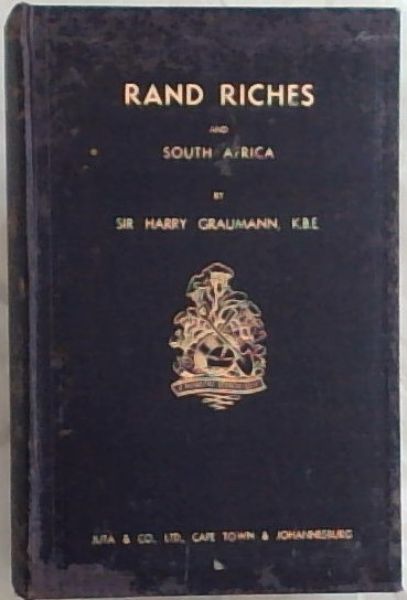 RAND RICHES
AND
SOUTH AFRICA
BY
SIR HARRY GRAUMANN, K.B.E.
JUTA & CO. LTD., CAPE TOWN & JOHANNESBURG